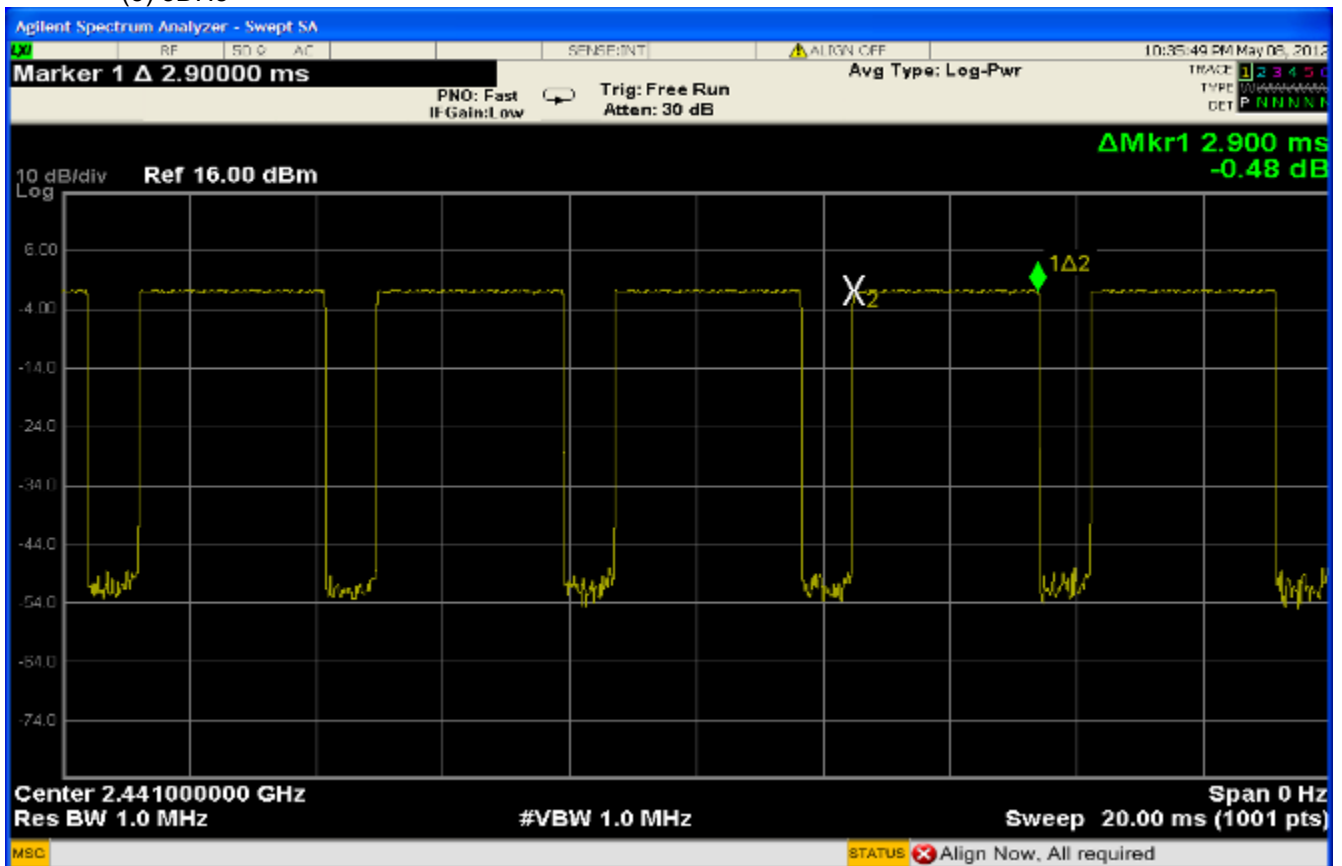 Agilent Spectrum Analyzer - Swept SA
LXI RF 50 Ω AC SENSE:INT ALIGN OFF 10:35:49 PM May 08, 2012
Marker 1 Δ 2.90000 ms
PNO: Fast
IFGain:Low
Trig: Free Run
Atten: 30 dB
Avg Type: Log-Pwr
TRACE 1 2 3 4 5 6
TYPE
DET P N N N N N
ΔMkr1 2.900 ms
-0.48 dB
10 dB/div Ref 16.00 dBm
Log
6.00
1Δ2
X2
-4.00
-14.0
-24.0
-34.0
-44.0
-54.0
-64.0
-74.0
Center 2.441000000 GHz Span 0 Hz
Res BW 1.0 MHz #VBW 1.0 MHz Sweep 20.00 ms (1001 pts)
MSG STATUS Align Now, All required